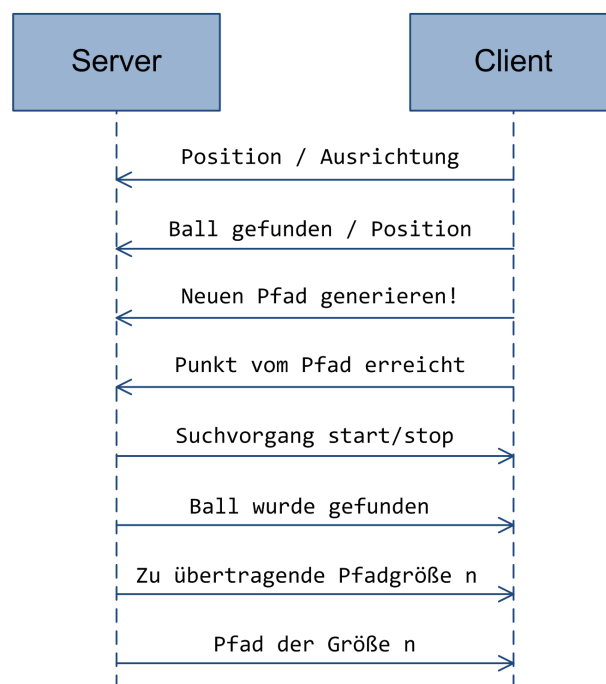 Server
Client
Position / Ausrichtung
Ball gefunden / Position
Neuen Pfad generieren!
Punkt vom Pfad erreicht
Suchvorgang start/stop
Ball wurde gefunden
Zu übertragende Pfadgröße n
Pfad der Größe n